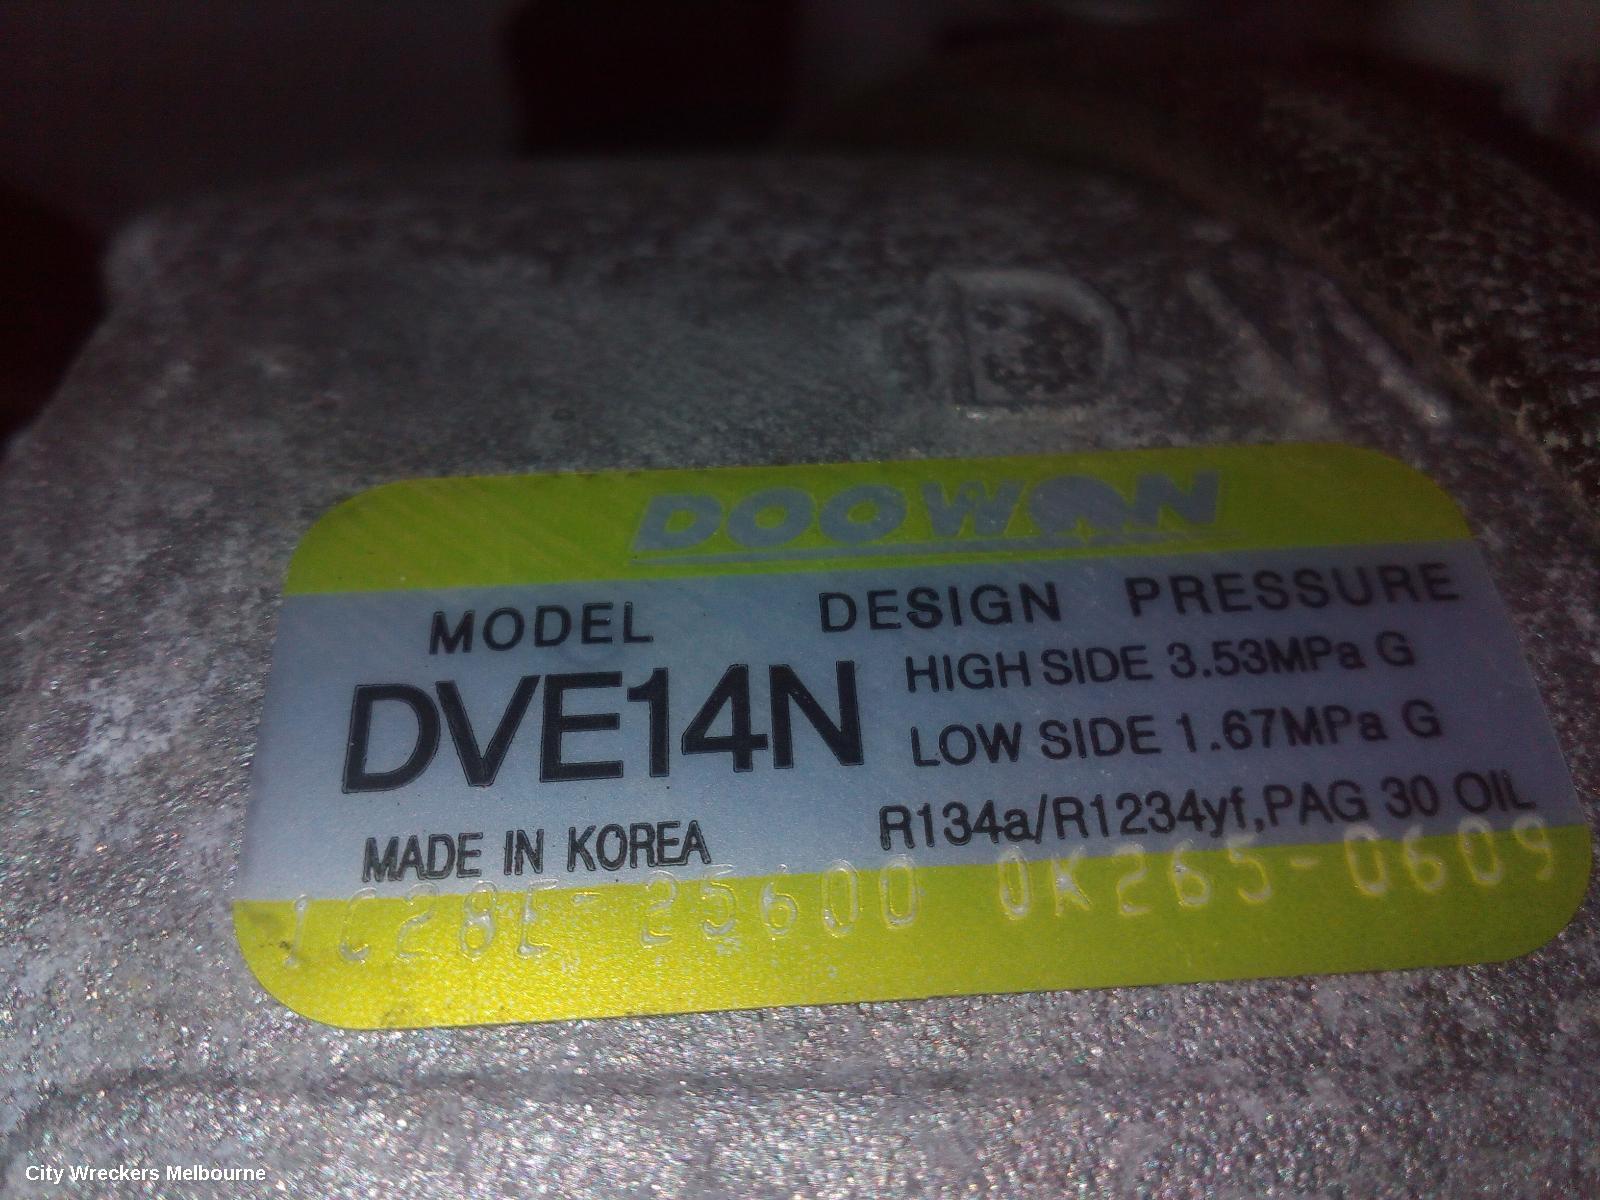 DV
DOOWON
MODEL
DVE14N
MADE IN KOREA
DESIGN PRESSURE
HIGH SIDE 3.53MPa G
LOW SIDE 1.67MPa G
R134a/R1234yf,PAG 30 OIL
1C28E-25600 0K265-0609
City Wreckers Melbourne